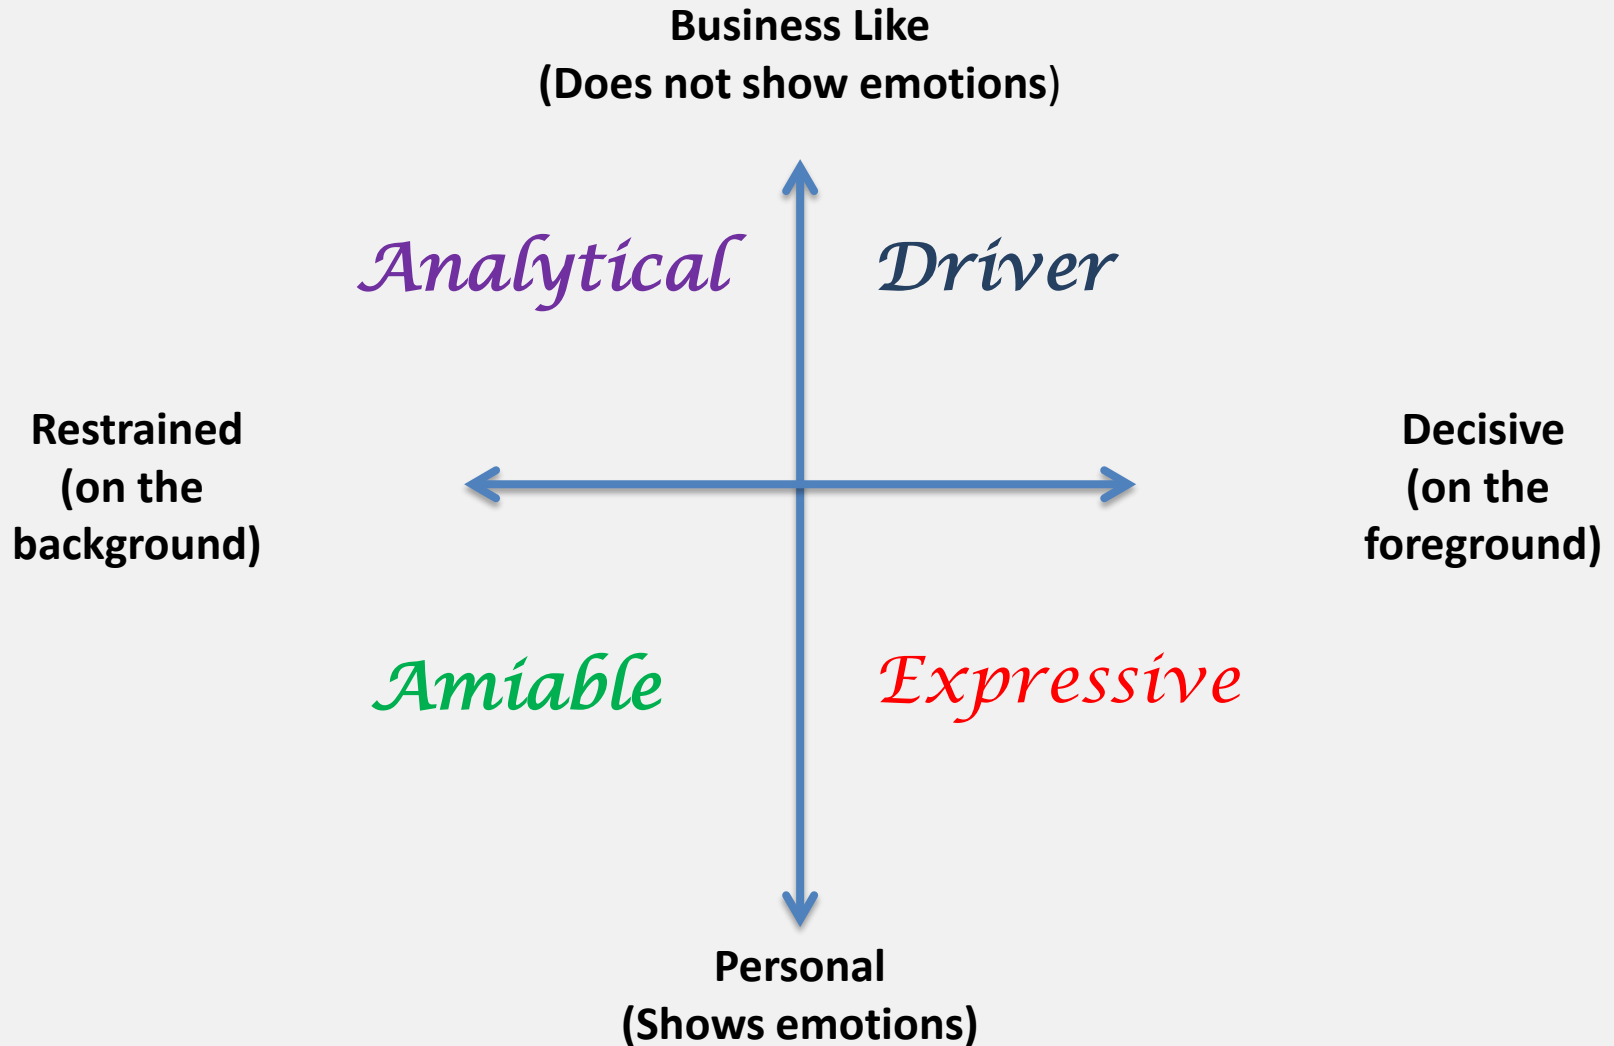 Business Like
(Does not show emotions)
Analytical
Driver
Restrained
(on the
background)
Decisive
(on the
foreground)
Amiable
Expressive
Personal
(Shows emotions)